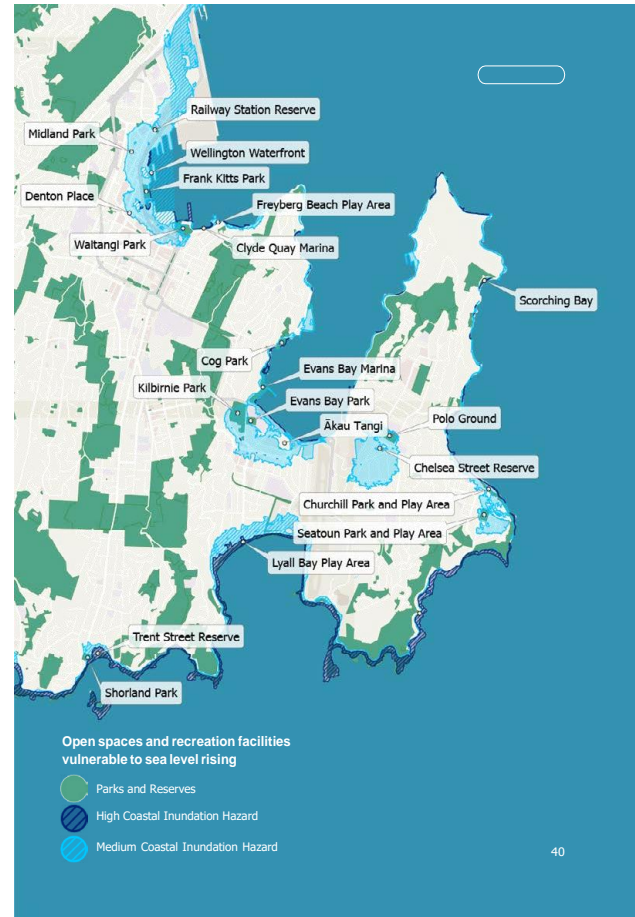 Railway Station Reserve
Midland Park
Wellington Waterfront
Frank Kitts Park
Denton Place
Freyberg Beach Play Area
Waitangi Park
Clyde Quay Marina
Scorching Bay
Cog Park
Evans Bay Marina
Kilbirnie Park
Evans Bay Park
Ākau Tangi
Polo Ground
Chelsea Street Reserve
Churchill Park and Play Area
Seatoun Park and Play Area
Lyall Bay Play Area
Trent Street Reserve
Shorland Park
Open spaces and recreation facilities
vulnerable to sea level rising
Parks and Reserves
High Coastal Inundation Hazard
Medium Coastal Inundation Hazard
40